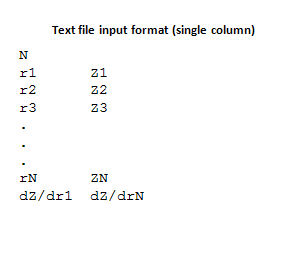 Text file input format (single column)
N
r1 Z1
r2 Z2
r3 Z3
.
.
.
rN ZN
dZ/dr1 dZ/drN